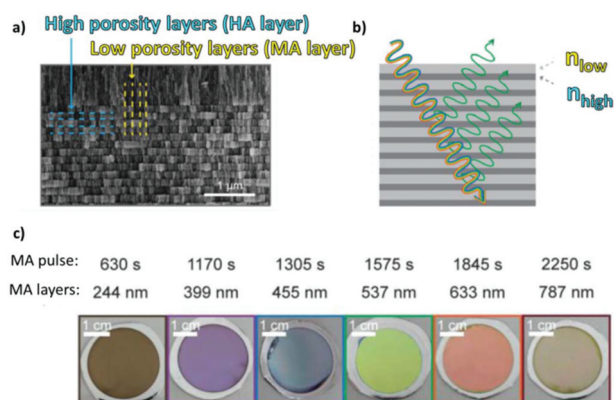 a)
High porosity layers (HA layer)
Low porosity layers (MA layer)
1 µm
b)
nlow
nhigh
c)
MA pulse: 630 s 1170 s 1305 s 1575 s 1845 s 2250 s
MA layers: 244 nm 399 nm 455 nm 537 nm 633 nm 787 nm
1 cm 1 cm 1 cm 1 cm 1 cm 1 cm